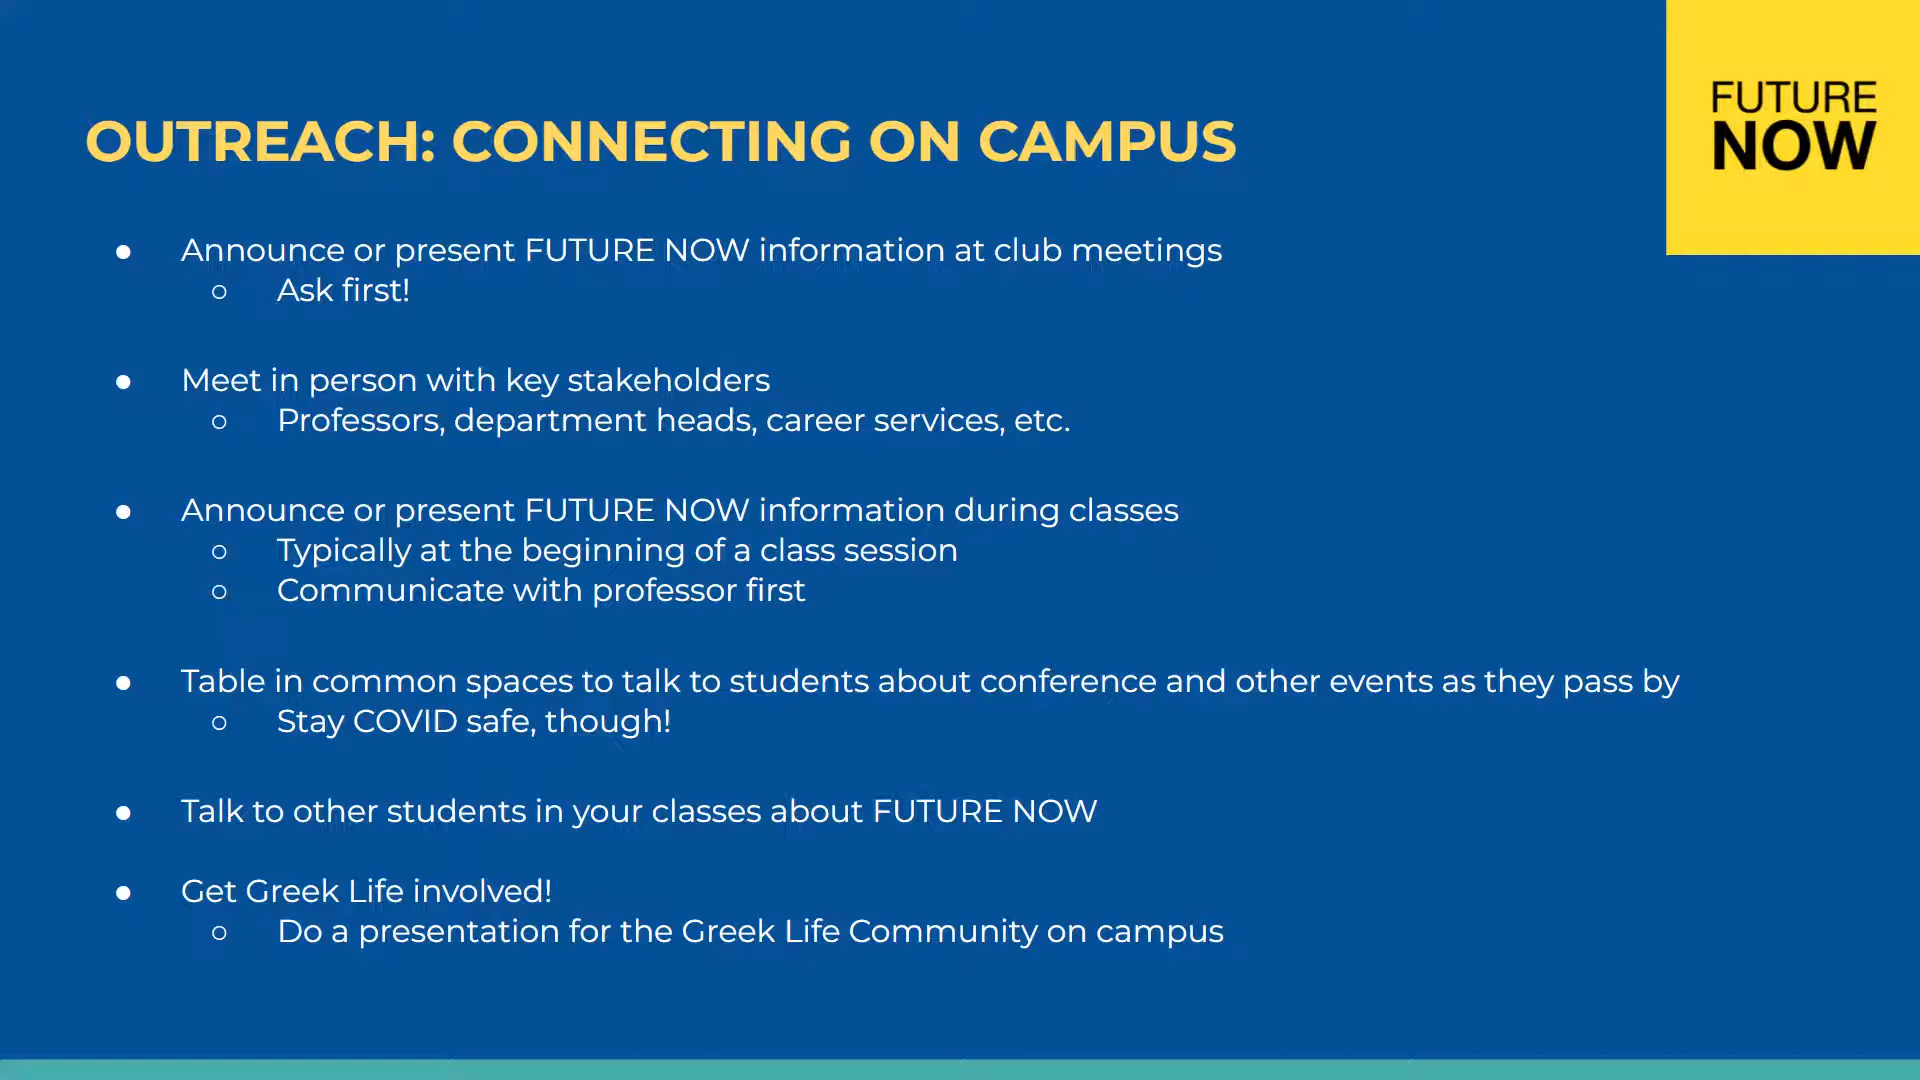 FUTURE
NOW
OUTREACH: CONNECTING ON CAMPUS
● Announce or present FUTURE NOW information at club meetings
○ Ask first!
● Meet in person with key stakeholders
○ Professors, department heads, career services, etc.
● Announce or present FUTURE NOW information during classes
○ Typically at the beginning of a class session
○ Communicate with professor first
● Table in common spaces to talk to students about conference and other events as they pass by
○ Stay COVID safe, though!
● Talk to other students in your classes about FUTURE NOW
● Get Greek Life involved!
○ Do a presentation for the Greek Life Community on campus